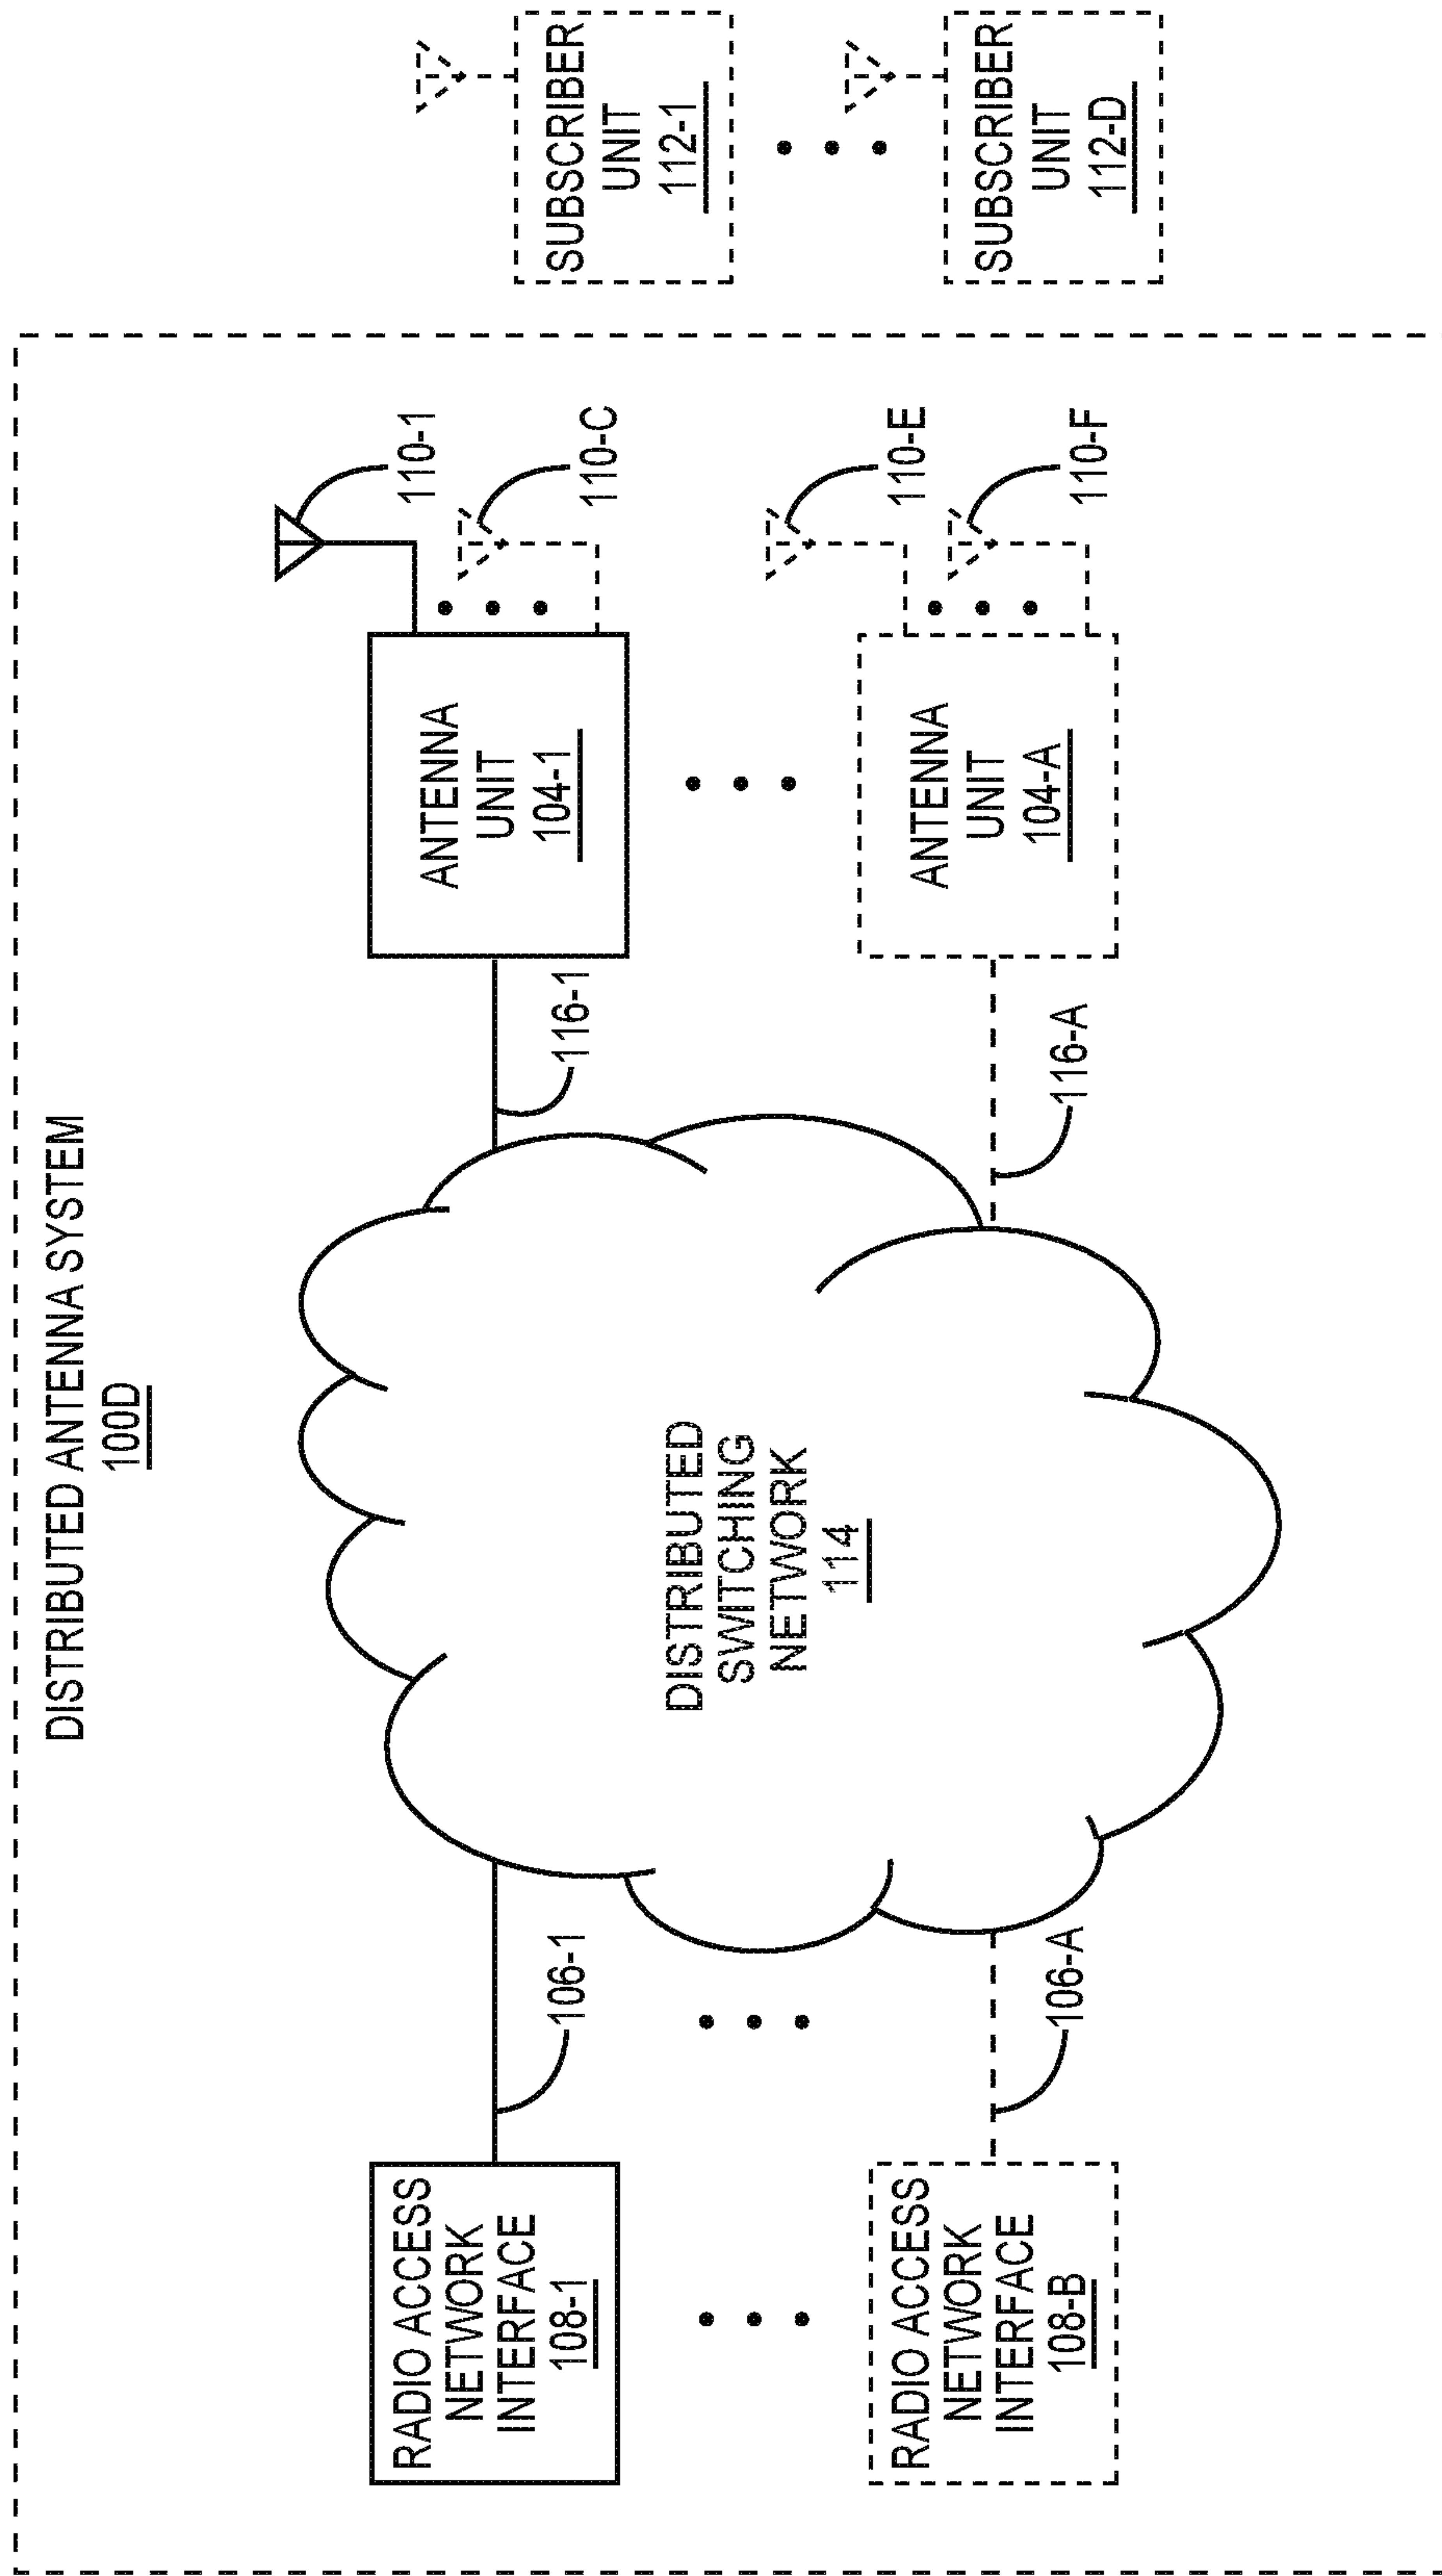 DISTRIBUTED ANTENNA SYSTEM
100D
RADIO ACCESS
NETWORK
INTERFACE
108-1
106-1
RADIO ACCESS
NETWORK
INTERFACE
108-B
106-A
DISTRIBUTED
SWITCHING
NETWORK
114
116-1
116-A
ANTENNA
UNIT
104-1
110-1
110-C
ANTENNA
UNIT
104-A
110-E
110-F
SUBSCRIBER
UNIT
112-1
SUBSCRIBER
UNIT
112-D